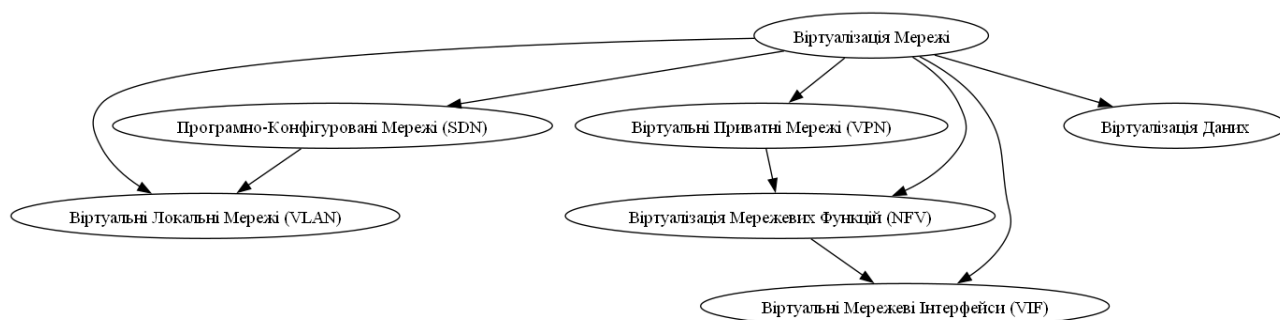 Віртуалізація Мережі
Програмно-Конфігуровані Мережі (SDN)
Віртуальні Приватні Мережі (VPN)
Віртуалізація Даних
Віртуальні Локальні Мережі (VLAN)
Віртуалізація Мережевих Функцій (NFV)
Віртуальні Мережеві Інтерфейси (VIF)